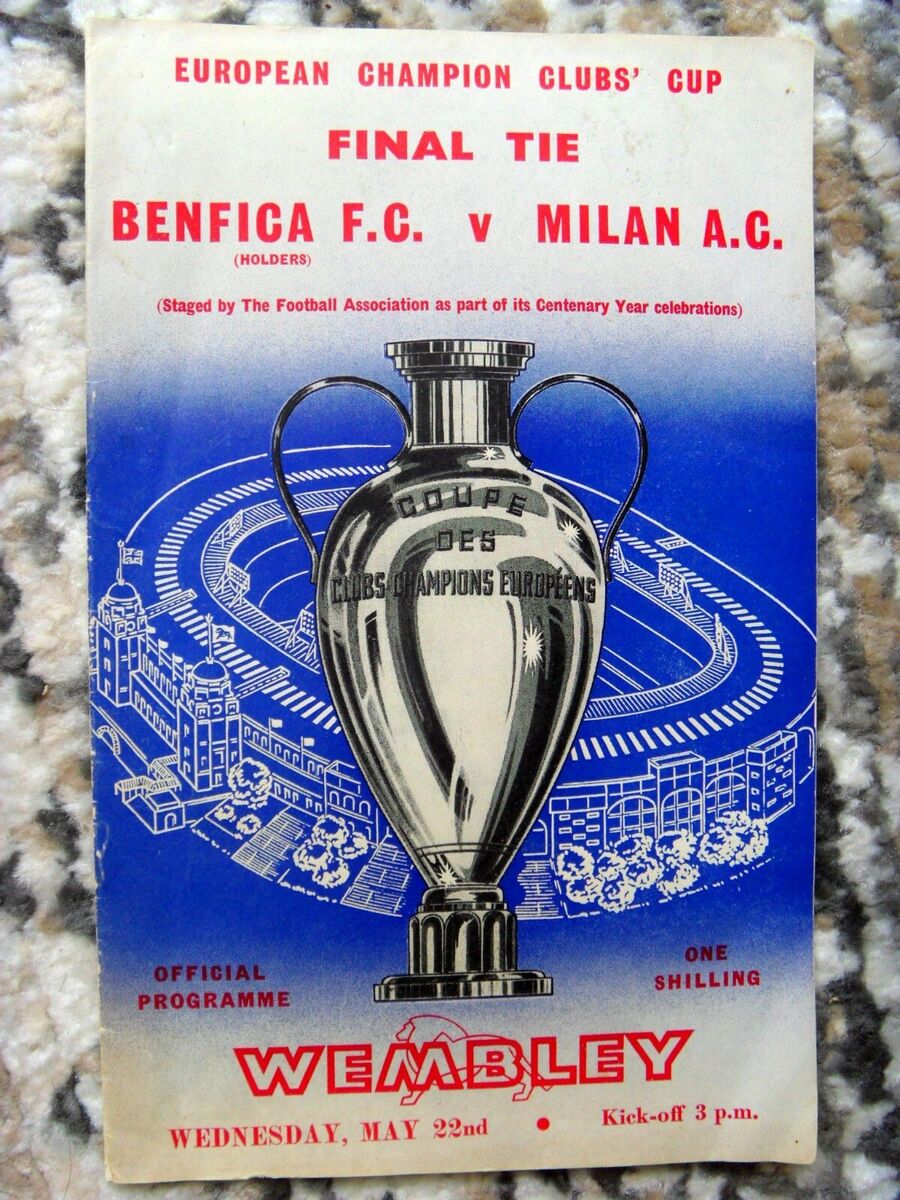 EUROPEAN CHAMPION CLUBS' CUP
FINAL TIE
BENFICA F.C. v MILAN A.C.
(HOLDERS)
(Staged by The Football Association as part of its Centenary Year celebrations)
COUPE
DES
CLUBS CHAMPIONS EUROPÉENS
OFFICIAL
PROGRAMME
ONE
SHILLING
WEMBLEY
WEDNESDAY, MAY 22nd • Kick-off 3 p.m.